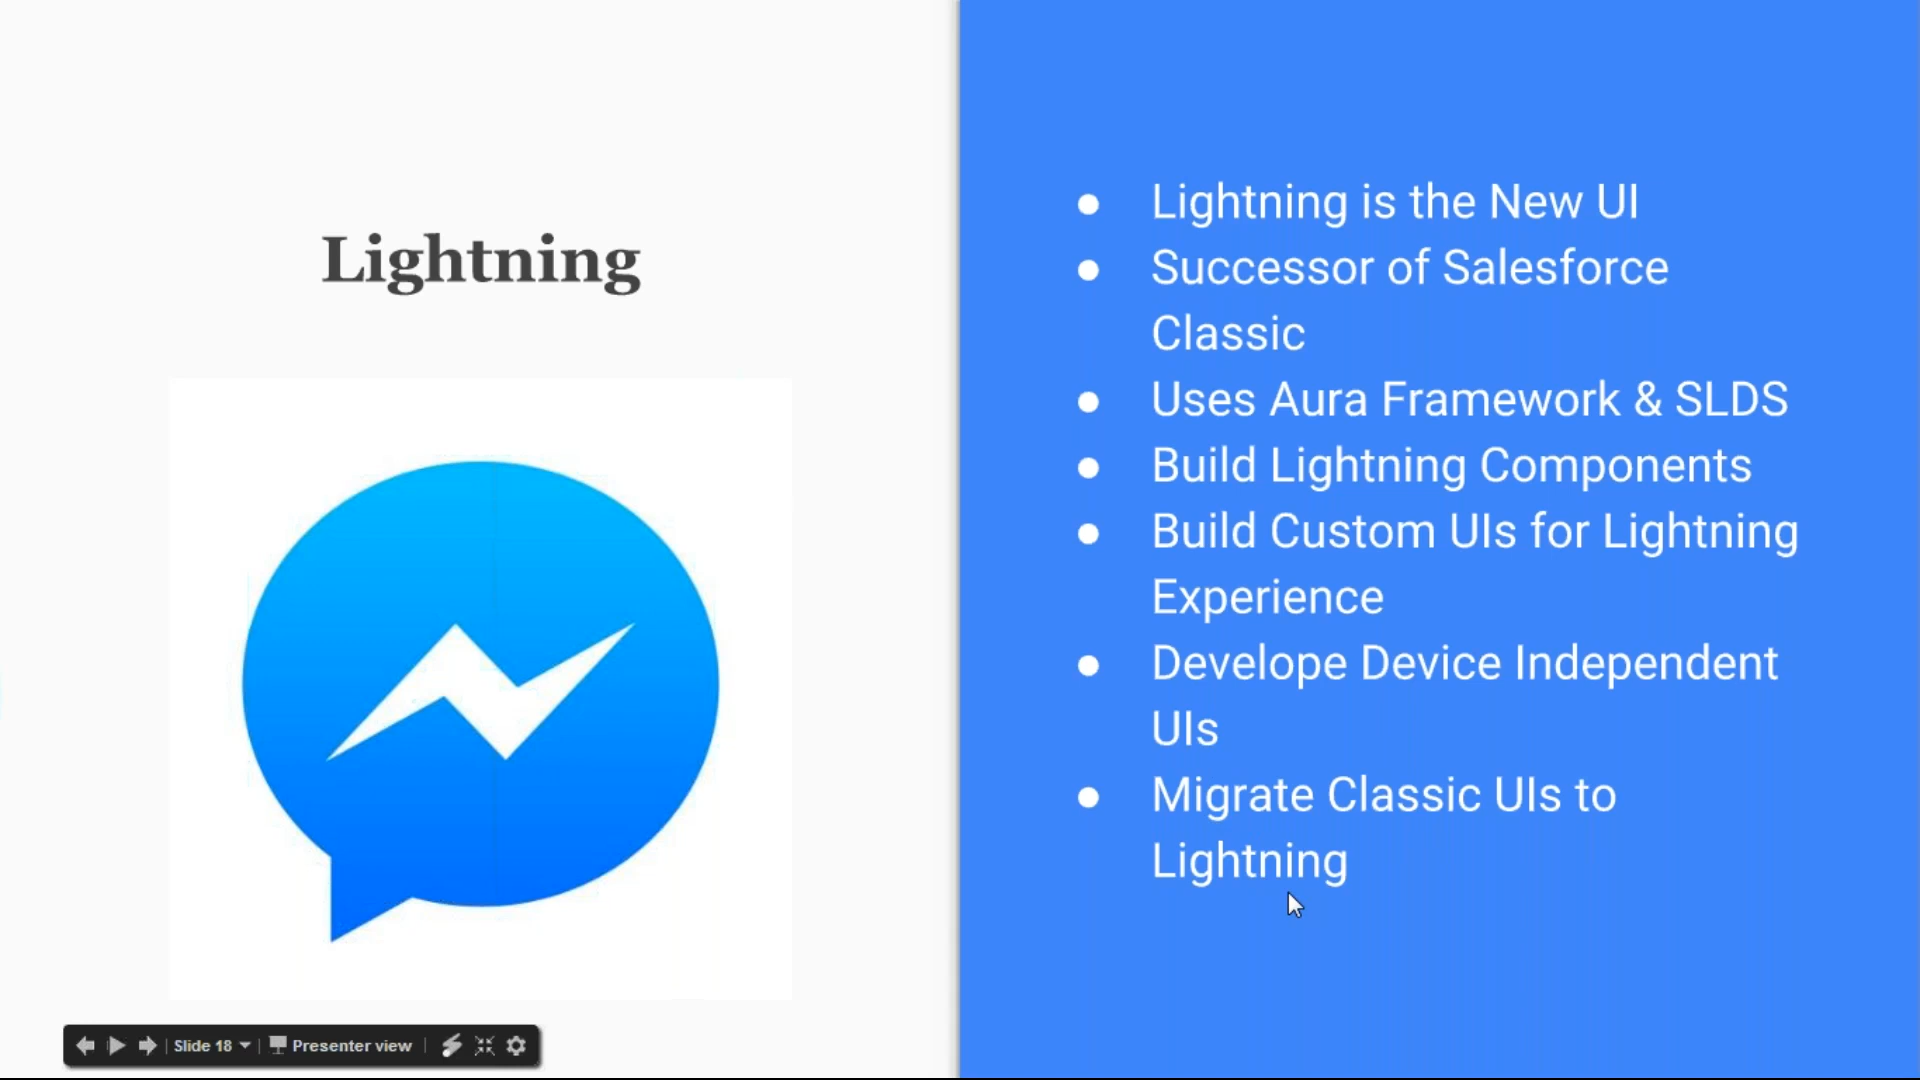 Lightning
● Lightning is the New UI
● Successor of Salesforce
Classic
● Uses Aura Framework & SLDS
● Build Lightning Components
● Build Custom UIs for Lightning
Experience
● Develope Device Independent
UIs
● Migrate Classic UIs to
Lightning
Slide 18
Presenter view